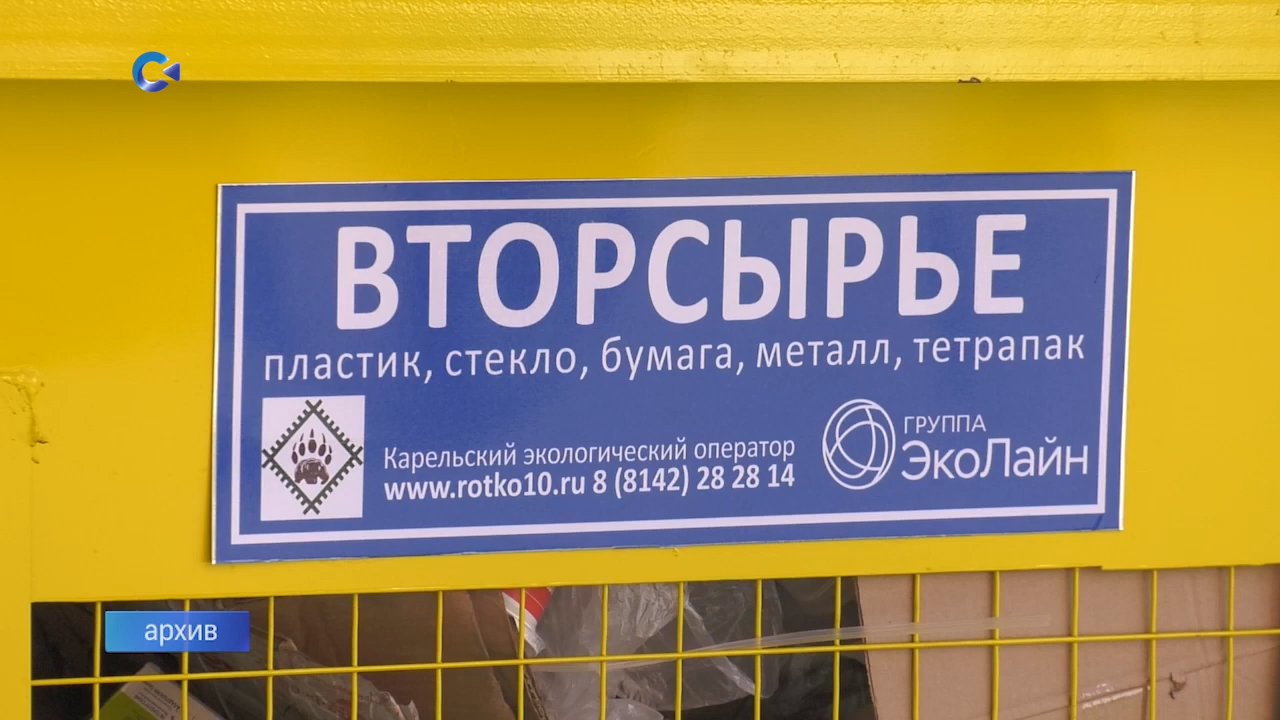 ВТОРСЫРЬЕ
пластик, стекло, бумага, металл, тетрапак
Карельский экологический оператор
www.rotko10.ru 8 (8142) 28 28 14
ГРУППА
ЭкоЛайн
архив